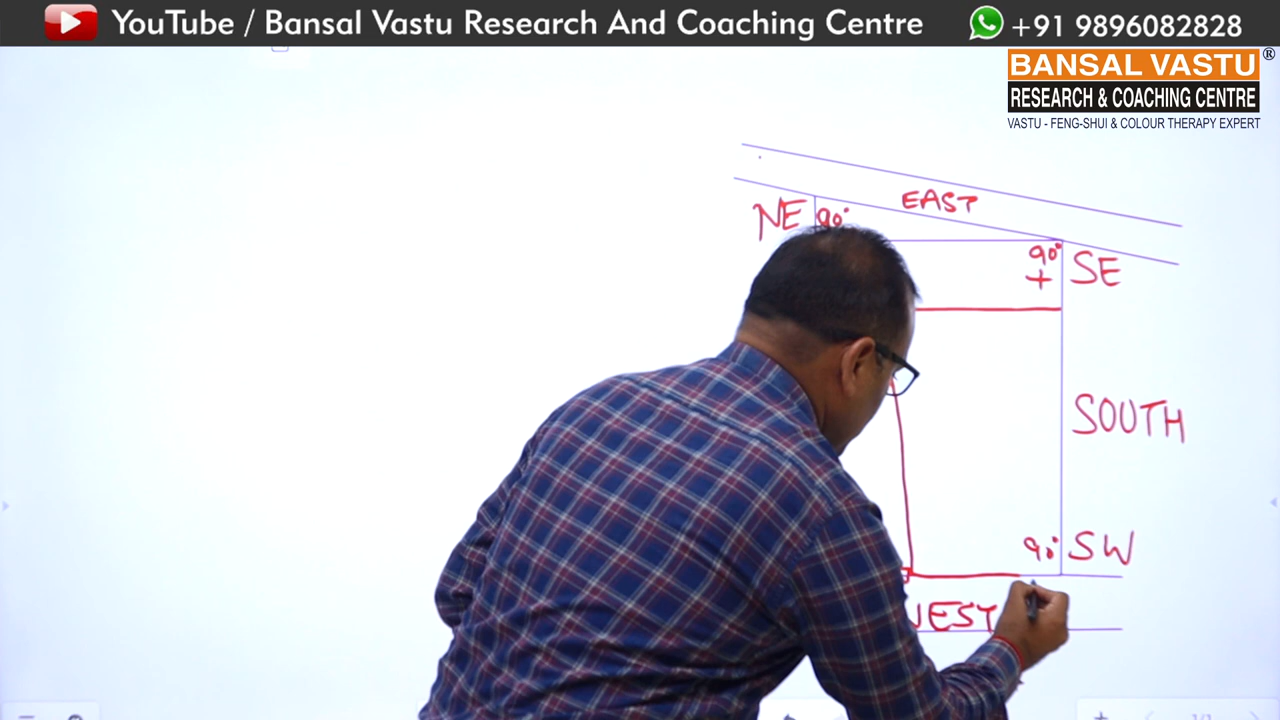 YouTube / Bansal Vastu Research And Coaching Centre
+91 9896082828
BANSAL VASTU ®
RESEARCH & COACHING CENTRE
VASTU - FENG-SHUI & COLOUR THERAPY EXPERT
EAST
NE 90°
90° SE
+
SOUTH
90° SW
WEST